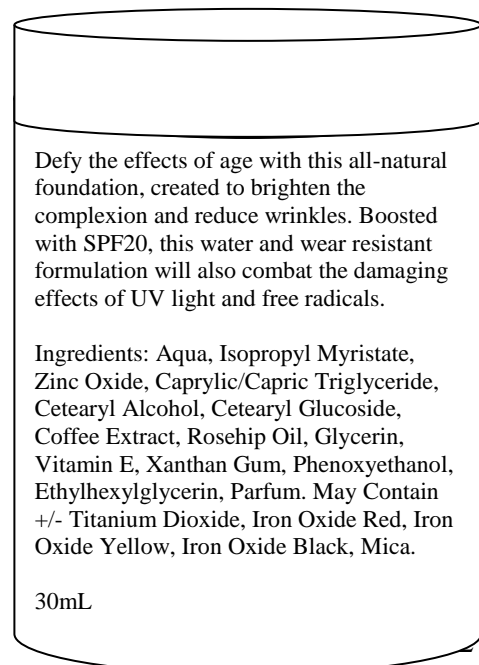 Defy the effects of age with this all-natural
foundation, created to brighten the
complexion and reduce wrinkles. Boosted
with SPF20, this water and wear resistant
formulation will also combat the damaging
effects of UV light and free radicals.
Ingredients: Aqua, Isopropyl Myristate,
Zinc Oxide, Caprylic/Capric Triglyceride,
Cetearyl Alcohol, Cetearyl Glucoside,
Coffee Extract, Rosehip Oil, Glycerin,
Vitamin E, Xanthan Gum, Phenoxyethanol,
Ethylhexylglycerin, Parfum. May Contain
+/- Titanium Dioxide, Iron Oxide Red, Iron
Oxide Yellow, Iron Oxide Black, Mica.
30mL